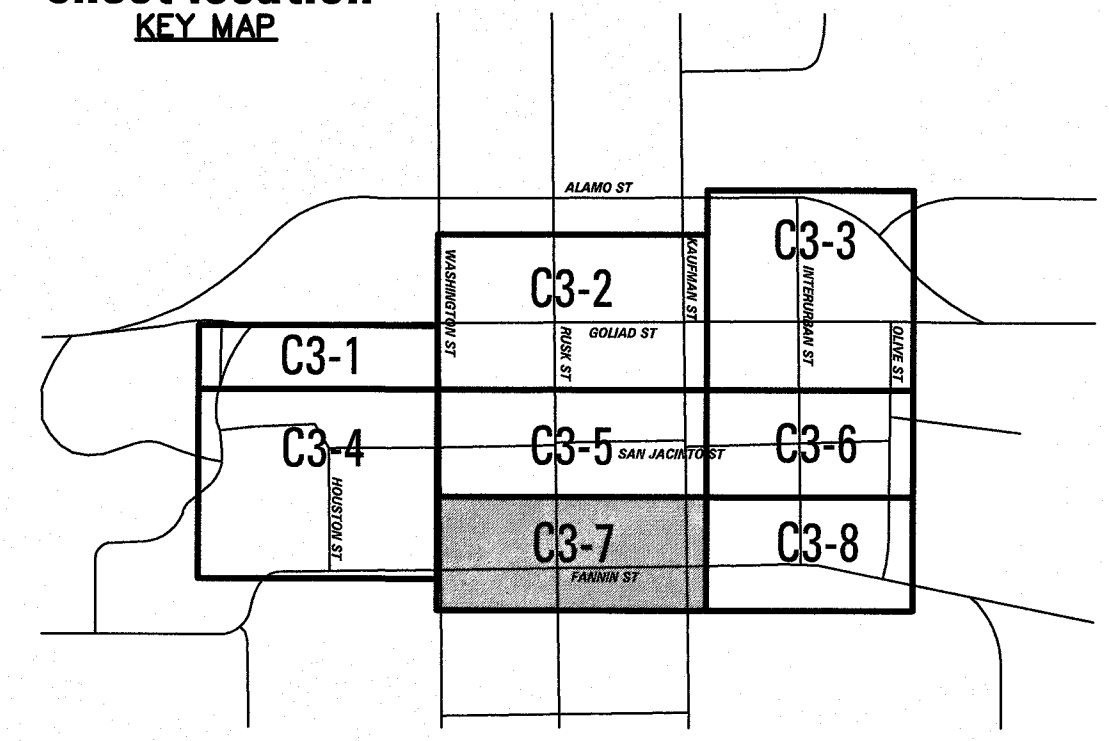 sheet location
KEY MAP
ALAMO ST
C3-3
KAUFMAN ST
WASHINGTON ST
C3-2
INTERURBAN ST
GOLIAD ST
RUSK ST
OLIVE ST
C3-1
C3-4
C3-5
SAN JACINTO ST
C3-6
HOUSTON ST
C3-7
C3-8
FANNIN ST